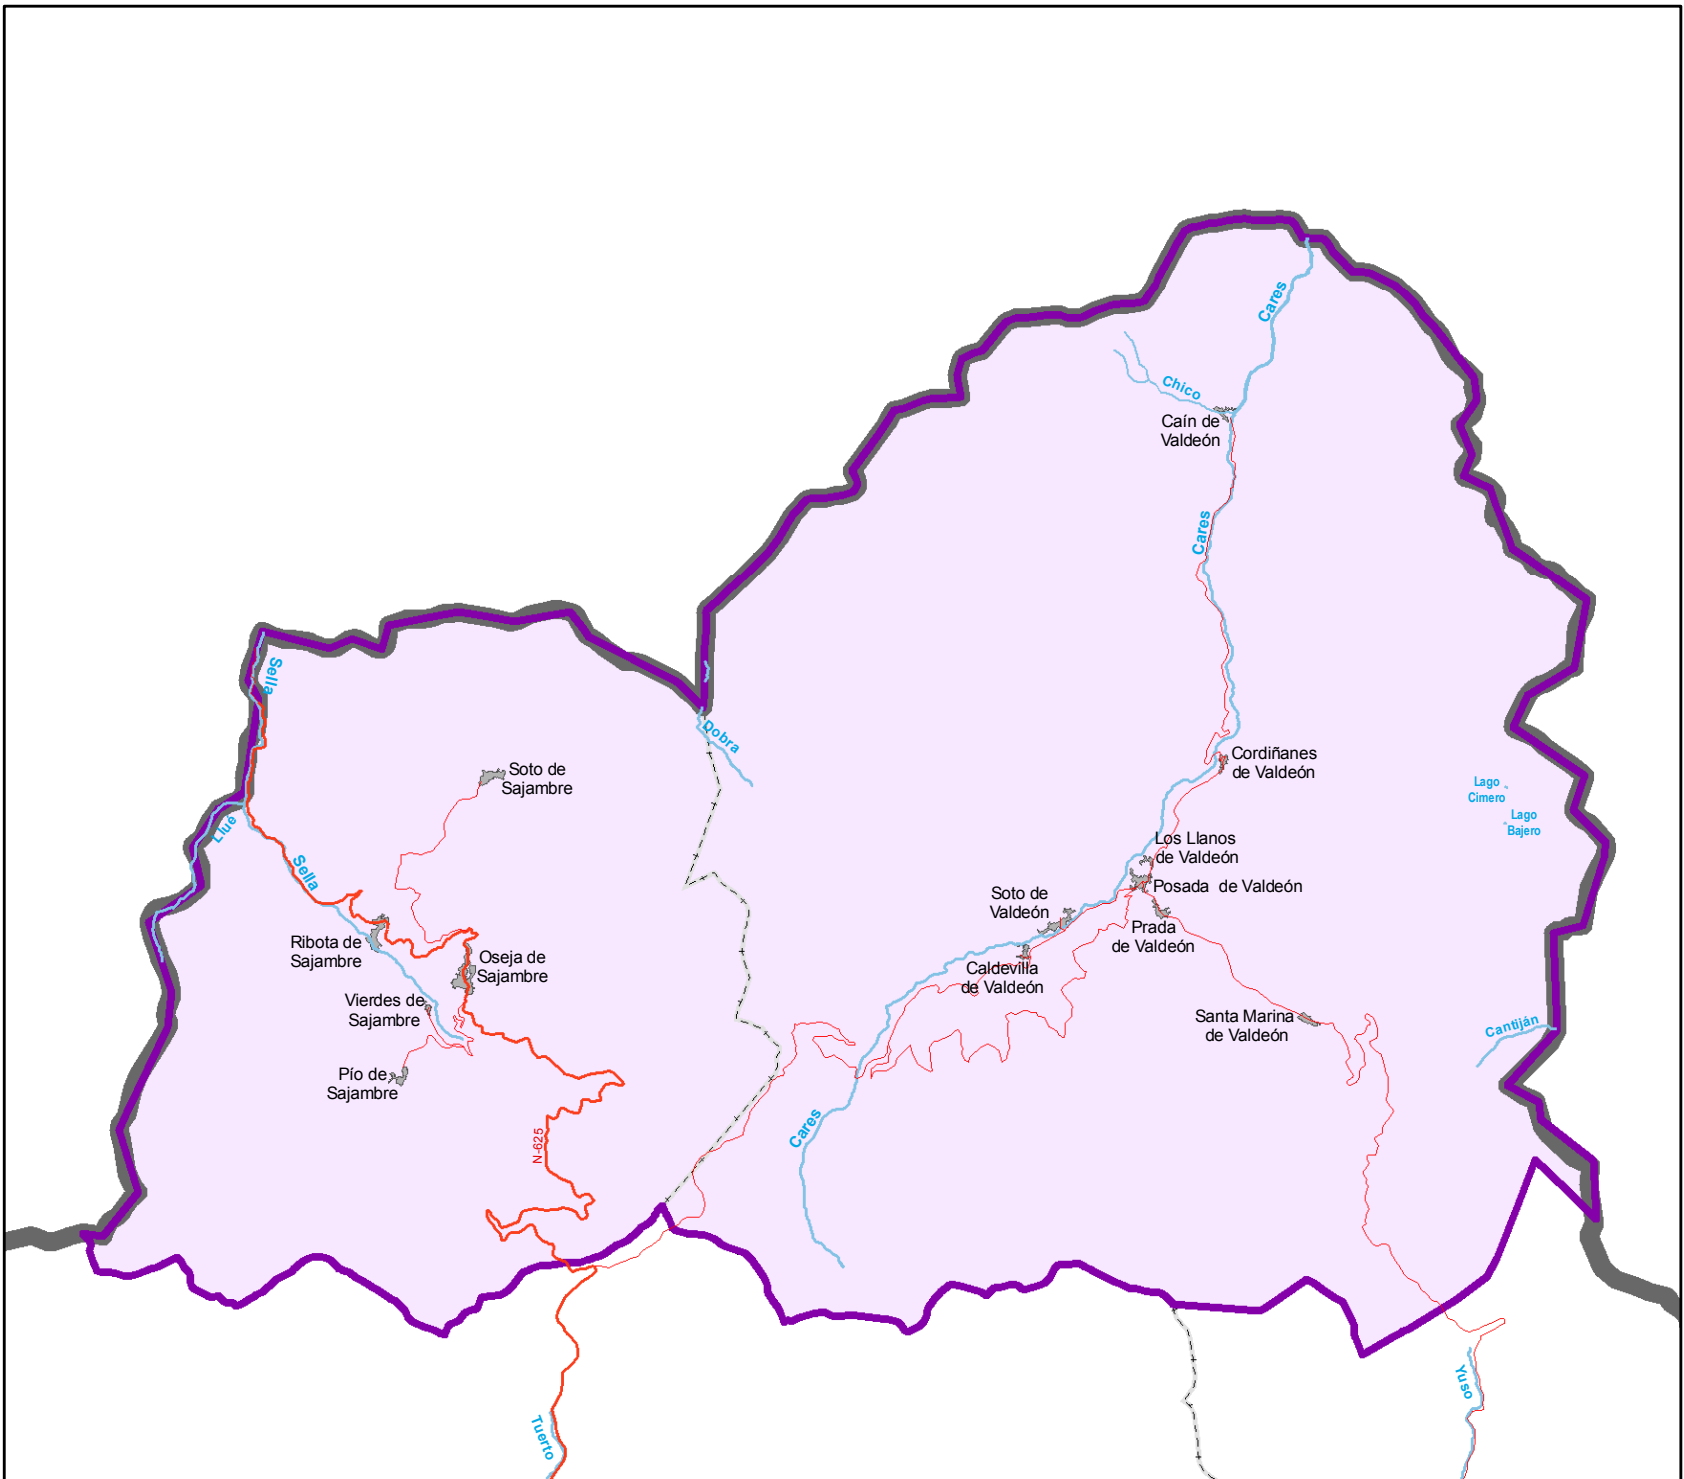 Cares
Chico
Caín de
Valdeón
Cares
Sella
Dobra
Cordiñanes
de Valdeón
Soto de
Sajambre
Lago
Cimero
Lago
Bajero
Llué
Sella
Los Llanos
de Valdeón
Posada  de Valdeón
Soto de
Valdeón
Prada
de Valdeón
Ribota de
Sajambre
Oseja de
Sajambre
Caldevilla
de Valdeón
Vierdes de
Sajambre
Santa Marina
de Valdeón
Cantiján
Pío de
Sajambre
Cares
N-625
Yuso
Tuerto